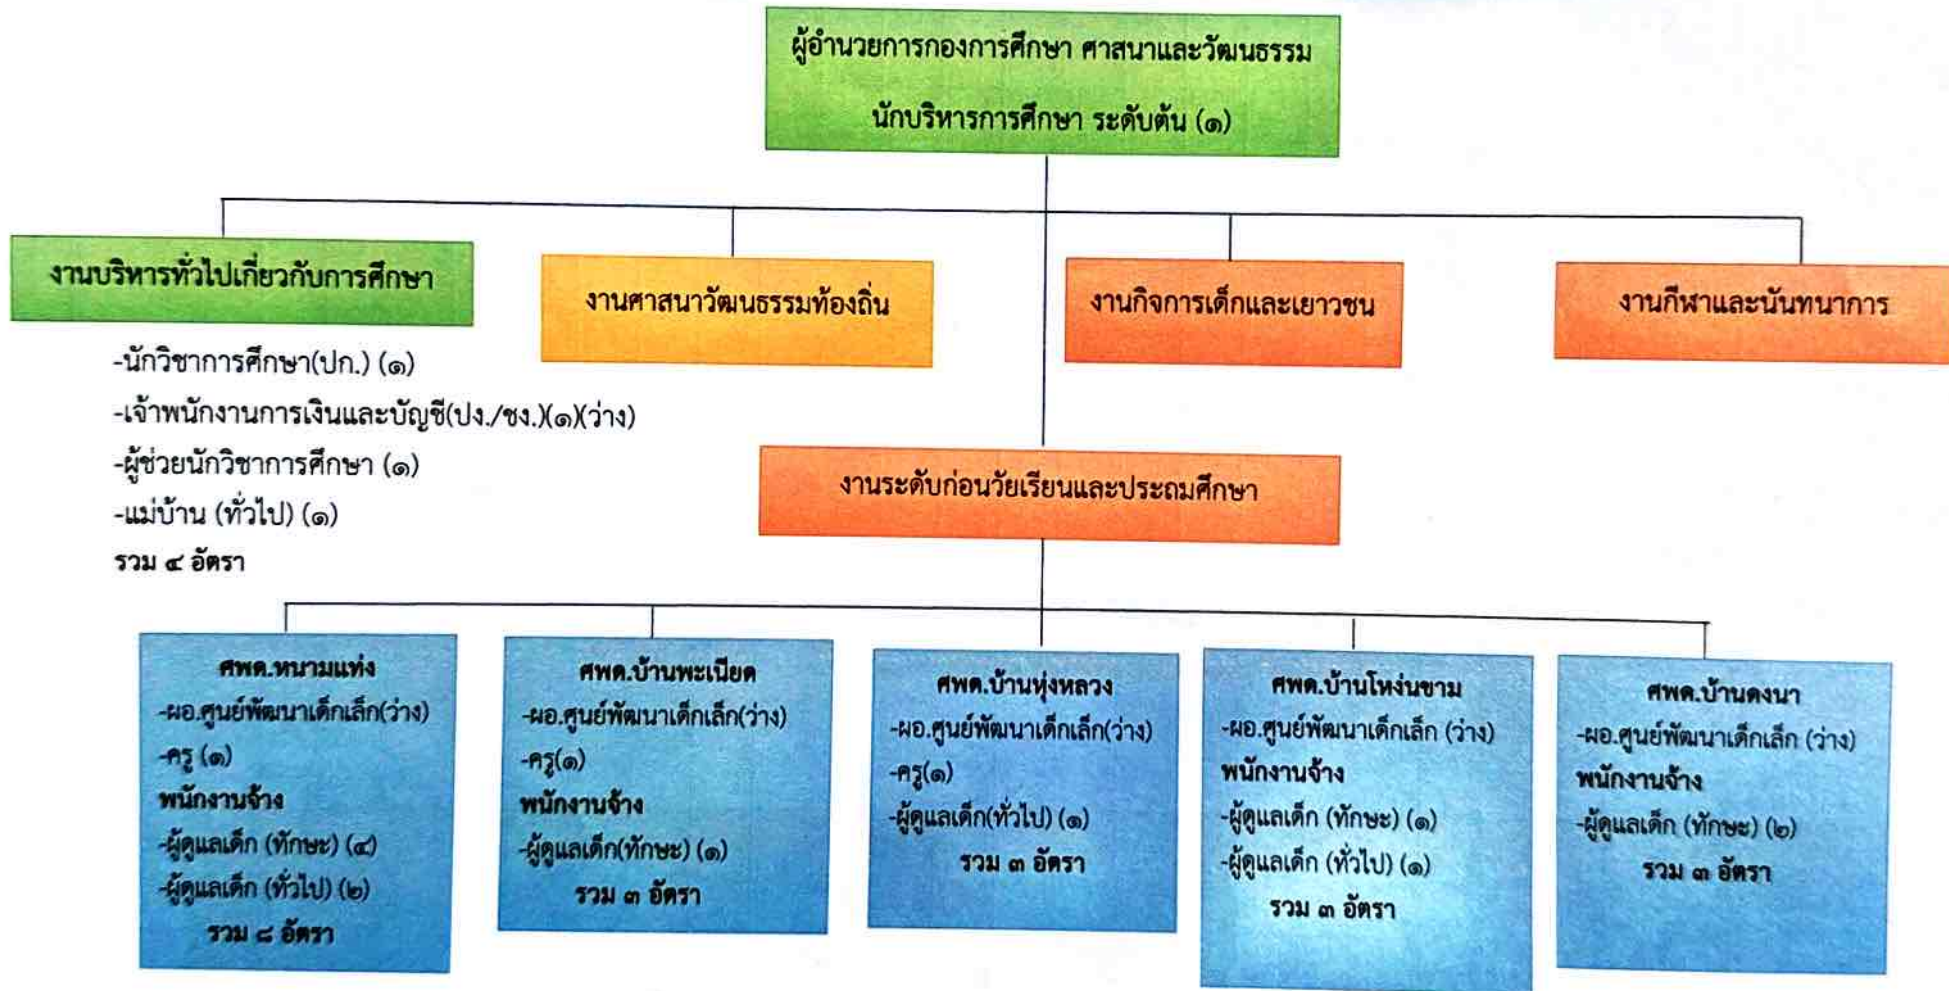 ผู้อำนวยการกองการศึกษา ศาสนาและวัฒนธรรม
นักบริหารการศึกษา ระดับต้น (๑)
งานบริหารทั่วไปเกี่ยวกับการศึกษา
งานศาสนาวัฒนธรรมท้องถิ่น
งานกิจการเด็กและเยาวชน
งานกีฬาและนันทนาการ
-นักวิชาการศึกษา(ปก.) (๑)
-เจ้าพนักงานการเงินและบัญชี(ปง./ชง.)(๑)(ว่าง)
-ผู้ช่วยนักวิชาการศึกษา (๑)
-แม่บ้าน (ทั่วไป) (๑)
รวม ๔ อัตรา
งานระดับก่อนวัยเรียนและประถมศึกษา
ศพด.หนามแท่ง
-ผอ.ศูนย์พัฒนาเด็กเล็ก(ว่าง)
-ครู (๑)
พนักงานจ้าง
-ผู้ดูแลเด็ก (ทักษะ) (๔)
-ผู้ดูแลเด็ก (ทั่วไป) (๒)
รวม ๘ อัตรา
ศพด.บ้านพะเนียด
-ผอ.ศูนย์พัฒนาเด็กเล็ก(ว่าง)
-ครู(๑)
พนักงานจ้าง
-ผู้ดูแลเด็ก(ทักษะ) (๑)
รวม ๓ อัตรา
ศพด.บ้านทุ่งหลวง
-ผอ.ศูนย์พัฒนาเด็กเล็ก(ว่าง)
-ครู(๑)
-ผู้ดูแลเด็ก(ทั่วไป) (๑)
รวม ๓ อัตรา
ศพด.บ้านโหง่นขาม
-ผอ.ศูนย์พัฒนาเด็กเล็ก (ว่าง)
พนักงานจ้าง
-ผู้ดูแลเด็ก (ทักษะ) (๑)
-ผู้ดูแลเด็ก (ทั่วไป) (๑)
รวม ๓ อัตรา
ศพด.บ้านดงนา
-ผอ.ศูนย์พัฒนาเด็กเล็ก (ว่าง)
พนักงานจ้าง
-ผู้ดูแลเด็ก (ทักษะ) (๒)
รวม ๓ อัตรา